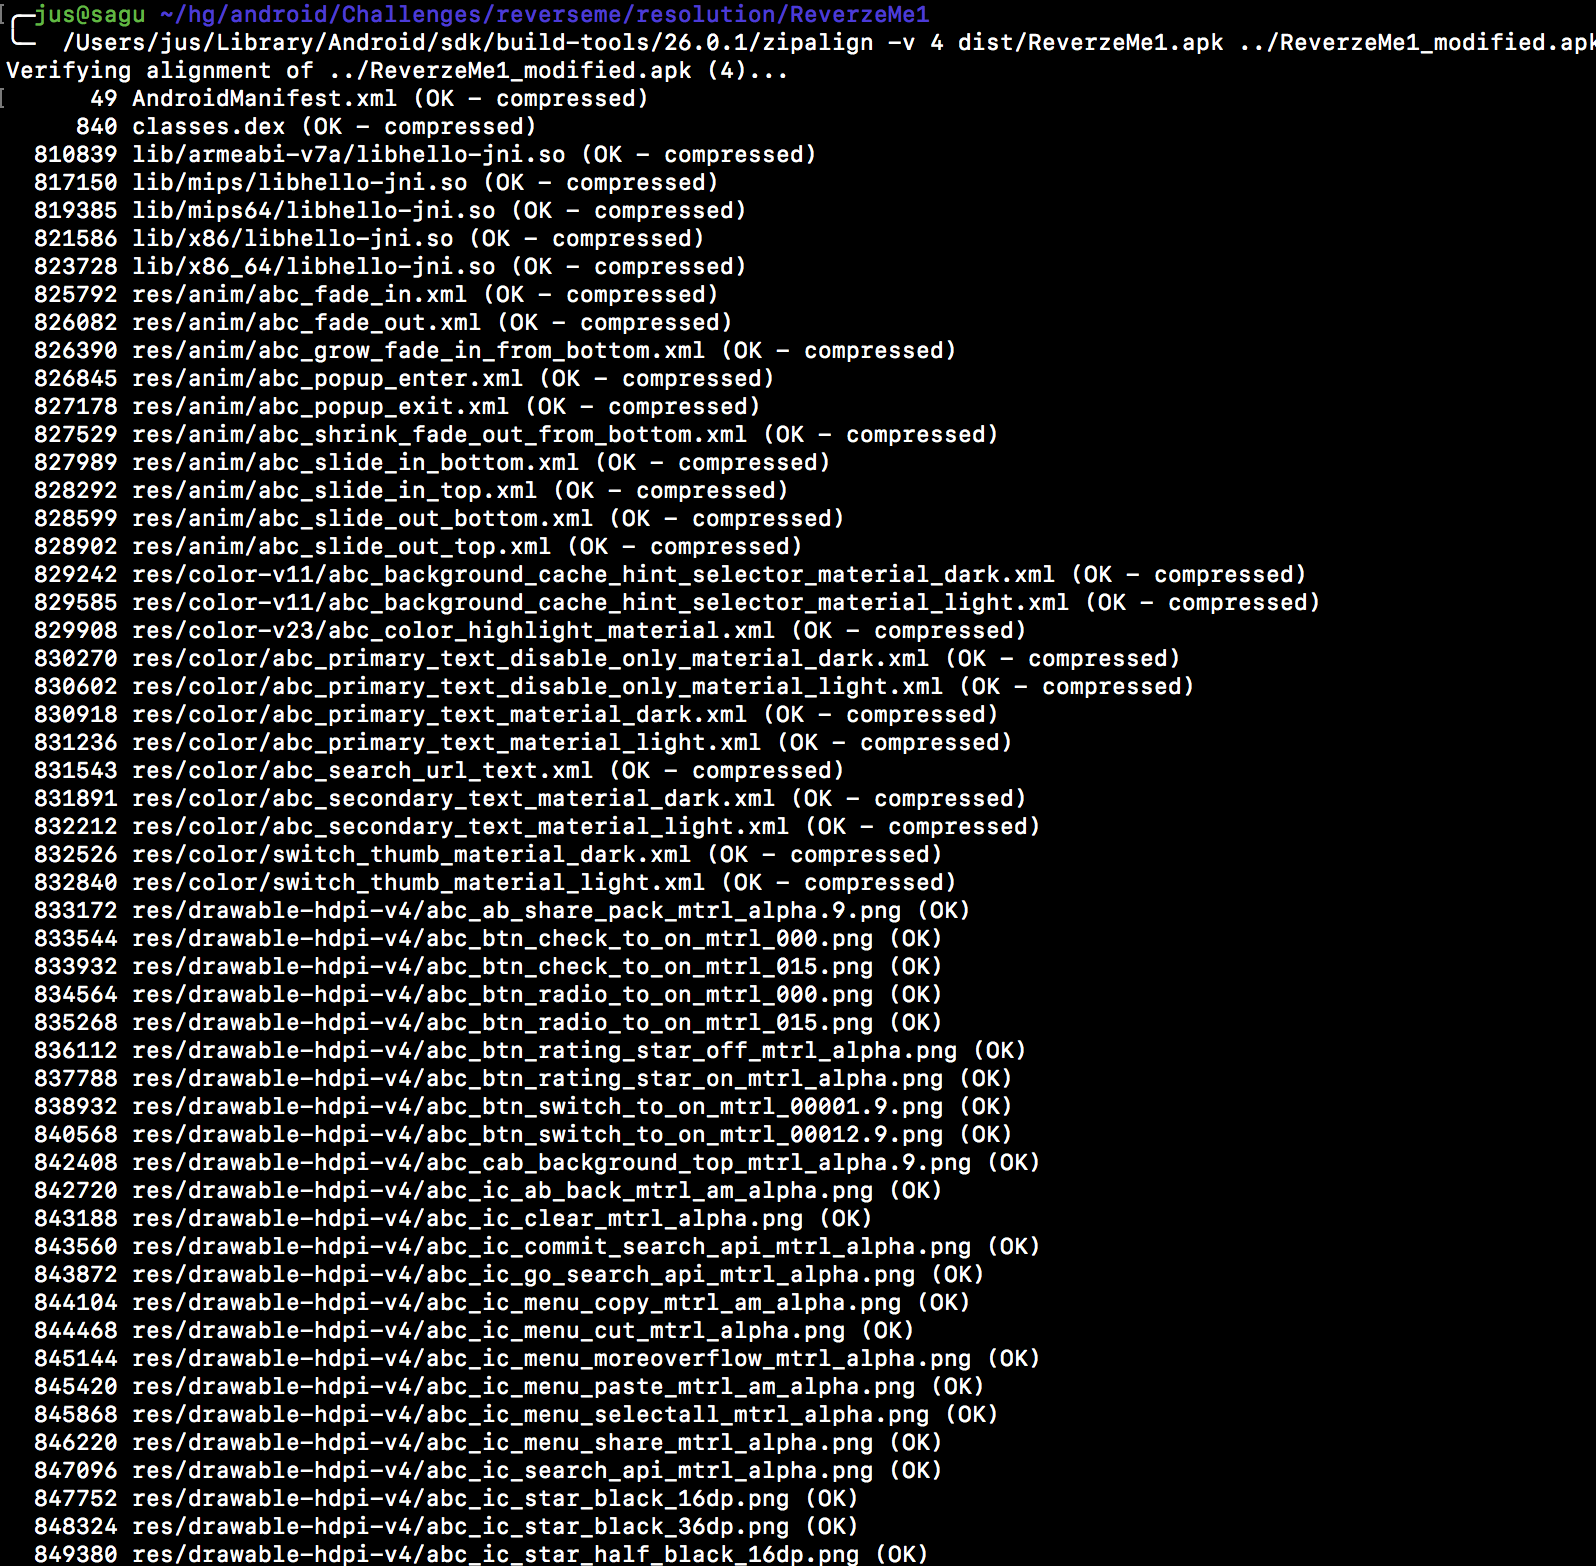 jus@sagu ~/hg/android/Challenges/reverseme/resolution/ReverzeMe1
/Users/jus/Library/Android/sdk/build-tools/26.0.1/zipalign -v 4 dist/ReverzeMe1.apk ../ReverzeMe1_modified.apk
Verifying alignment of ../ReverzeMe1_modified.apk (4)...
49 AndroidManifest.xml (OK - compressed)
840 classes.dex (OK - compressed)
810839 lib/armeabi-v7a/libhello-jni.so (OK - compressed)
817150 lib/mips/libhello-jni.so (OK - compressed)
819385 lib/mips64/libhello-jni.so (OK - compressed)
821586 lib/x86/libhello-jni.so (OK - compressed)
823728 lib/x86_64/libhello-jni.so (OK - compressed)
825792 res/anim/abc_fade_in.xml (OK - compressed)
826082 res/anim/abc_fade_out.xml (OK - compressed)
826390 res/anim/abc_grow_fade_in_from_bottom.xml (OK - compressed)
826845 res/anim/abc_popup_enter.xml (OK - compressed)
827178 res/anim/abc_popup_exit.xml (OK - compressed)
827529 res/anim/abc_shrink_fade_out_from_bottom.xml (OK - compressed)
827989 res/anim/abc_slide_in_bottom.xml (OK - compressed)
828292 res/anim/abc_slide_in_top.xml (OK - compressed)
828599 res/anim/abc_slide_out_bottom.xml (OK - compressed)
828902 res/anim/abc_slide_out_top.xml (OK - compressed)
829242 res/color-v11/abc_background_cache_hint_selector_material_dark.xml (OK - compressed)
829585 res/color-v11/abc_background_cache_hint_selector_material_light.xml (OK - compressed)
829908 res/color-v23/abc_color_highlight_material.xml (OK - compressed)
830270 res/color/abc_primary_text_disable_only_material_dark.xml (OK - compressed)
830602 res/color/abc_primary_text_disable_only_material_light.xml (OK - compressed)
830918 res/color/abc_primary_text_material_dark.xml (OK - compressed)
831236 res/color/abc_primary_text_material_light.xml (OK - compressed)
831543 res/color/abc_search_url_text.xml (OK - compressed)
831891 res/color/abc_secondary_text_material_dark.xml (OK - compressed)
832212 res/color/abc_secondary_text_material_light.xml (OK - compressed)
832526 res/color/switch_thumb_material_dark.xml (OK - compressed)
832840 res/color/switch_thumb_material_light.xml (OK - compressed)
833172 res/drawable-hdpi-v4/abc_ab_share_pack_mtrl_alpha.9.png (OK)
833544 res/drawable-hdpi-v4/abc_btn_check_to_on_mtrl_000.png (OK)
833932 res/drawable-hdpi-v4/abc_btn_check_to_on_mtrl_015.png (OK)
834564 res/drawable-hdpi-v4/abc_btn_radio_to_on_mtrl_000.png (OK)
835268 res/drawable-hdpi-v4/abc_btn_radio_to_on_mtrl_015.png (OK)
836112 res/drawable-hdpi-v4/abc_btn_rating_star_off_mtrl_alpha.png (OK)
837788 res/drawable-hdpi-v4/abc_btn_rating_star_on_mtrl_alpha.png (OK)
838932 res/drawable-hdpi-v4/abc_btn_switch_to_on_mtrl_00001.9.png (OK)
840568 res/drawable-hdpi-v4/abc_btn_switch_to_on_mtrl_00012.9.png (OK)
842408 res/drawable-hdpi-v4/abc_cab_background_top_mtrl_alpha.9.png (OK)
842720 res/drawable-hdpi-v4/abc_ic_ab_back_mtrl_am_alpha.png (OK)
843188 res/drawable-hdpi-v4/abc_ic_clear_mtrl_alpha.png (OK)
843560 res/drawable-hdpi-v4/abc_ic_commit_search_api_mtrl_alpha.png (OK)
843872 res/drawable-hdpi-v4/abc_ic_go_search_api_mtrl_alpha.png (OK)
844104 res/drawable-hdpi-v4/abc_ic_menu_copy_mtrl_am_alpha.png (OK)
844468 res/drawable-hdpi-v4/abc_ic_menu_cut_mtrl_alpha.png (OK)
845144 res/drawable-hdpi-v4/abc_ic_menu_moreoverflow_mtrl_alpha.png (OK)
845420 res/drawable-hdpi-v4/abc_ic_menu_paste_mtrl_am_alpha.png (OK)
845868 res/drawable-hdpi-v4/abc_ic_menu_selectall_mtrl_alpha.png (OK)
846220 res/drawable-hdpi-v4/abc_ic_menu_share_mtrl_alpha.png (OK)
847096 res/drawable-hdpi-v4/abc_ic_search_api_mtrl_alpha.png (OK)
847752 res/drawable-hdpi-v4/abc_ic_star_black_16dp.png (OK)
848324 res/drawable-hdpi-v4/abc_ic_star_black_36dp.png (OK)
849380 res/drawable-hdpi-v4/abc_ic_star_half_black_16dp.png (OK)